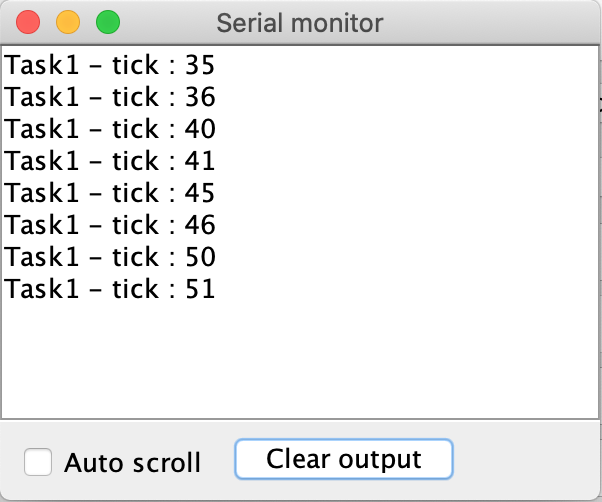 Serial monitor
Task1 - tick : 35
Task1 - tick : 36
Task1 - tick : 40
Task1 - tick : 41
Task1 - tick : 45
Task1 - tick : 46
Task1 - tick : 50
Task1 - tick : 51
Auto scroll
Clear output